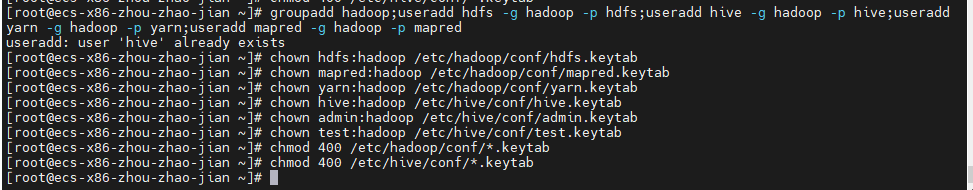 [root@ecs-x86-zhou-zhao-jian ~]# groupadd hadoop;useradd hdfs -g hadoop -p hdfs;useradd hive -g hadoop -p hive;useradd
yarn -g hadoop -p yarn;useradd mapred -g hadoop -p mapred
useradd: user 'hive' already exists
[root@ecs-x86-zhou-zhao-jian ~]# chown hdfs:hadoop /etc/hadoop/conf/hdfs.keytab
[root@ecs-x86-zhou-zhao-jian ~]# chown mapred:hadoop /etc/hadoop/conf/mapred.keytab
[root@ecs-x86-zhou-zhao-jian ~]# chown yarn:hadoop /etc/hadoop/conf/yarn.keytab
[root@ecs-x86-zhou-zhao-jian ~]# chown hive:hadoop /etc/hive/conf/hive.keytab
[root@ecs-x86-zhou-zhao-jian ~]# chown admin:hadoop /etc/hive/conf/admin.keytab
[root@ecs-x86-zhou-zhao-jian ~]# chown test:hadoop /etc/hive/conf/test.keytab
[root@ecs-x86-zhou-zhao-jian ~]# chmod 400 /etc/hadoop/conf/*.keytab
[root@ecs-x86-zhou-zhao-jian ~]# chmod 400 /etc/hive/conf/*.keytab
[root@ecs-x86-zhou-zhao-jian ~]#